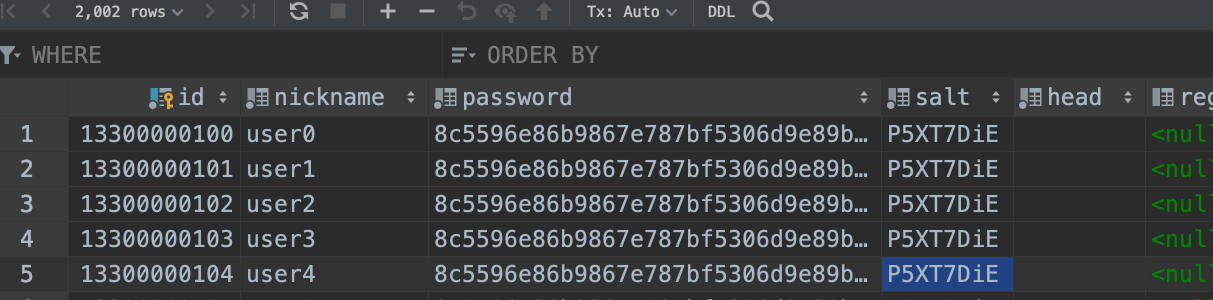 2,002 rows Tx: Auto DDL
WHERE ORDER BY
id nickname password salt head reg
1 13300000100 user0 8c5596e86b9867e787bf5306d9e89b… P5XT7DiE <null
2 13300000101 user1 8c5596e86b9867e787bf5306d9e89b… P5XT7DiE <null
3 13300000102 user2 8c5596e86b9867e787bf5306d9e89b… P5XT7DiE <null
4 13300000103 user3 8c5596e86b9867e787bf5306d9e89b… P5XT7DiE <null
5 13300000104 user4 8c5596e86b9867e787bf5306d9e89b… P5XT7DiE <null